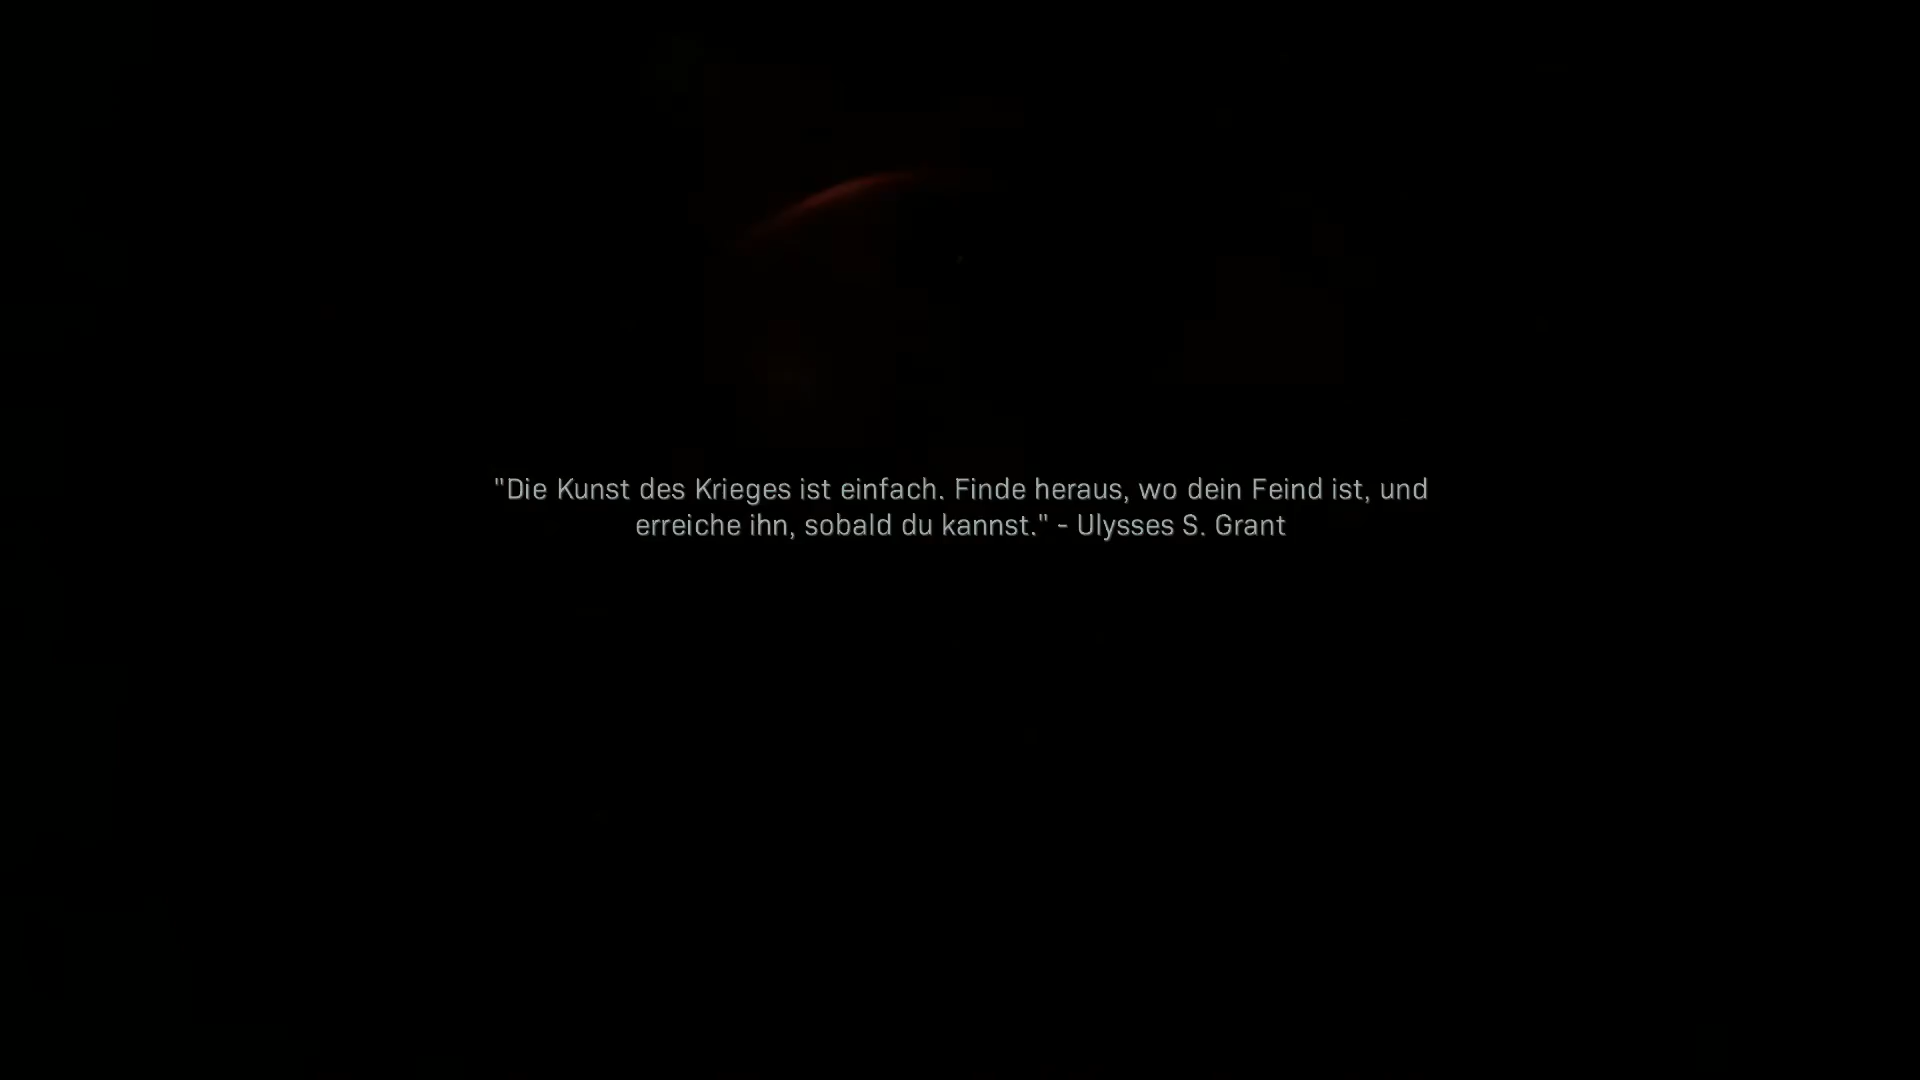 "Die Kunst des Krieges ist einfach. Finde heraus, wo dein Feind ist, und
erreiche ihn, sobald du kannst." - Ulysses S. Grant